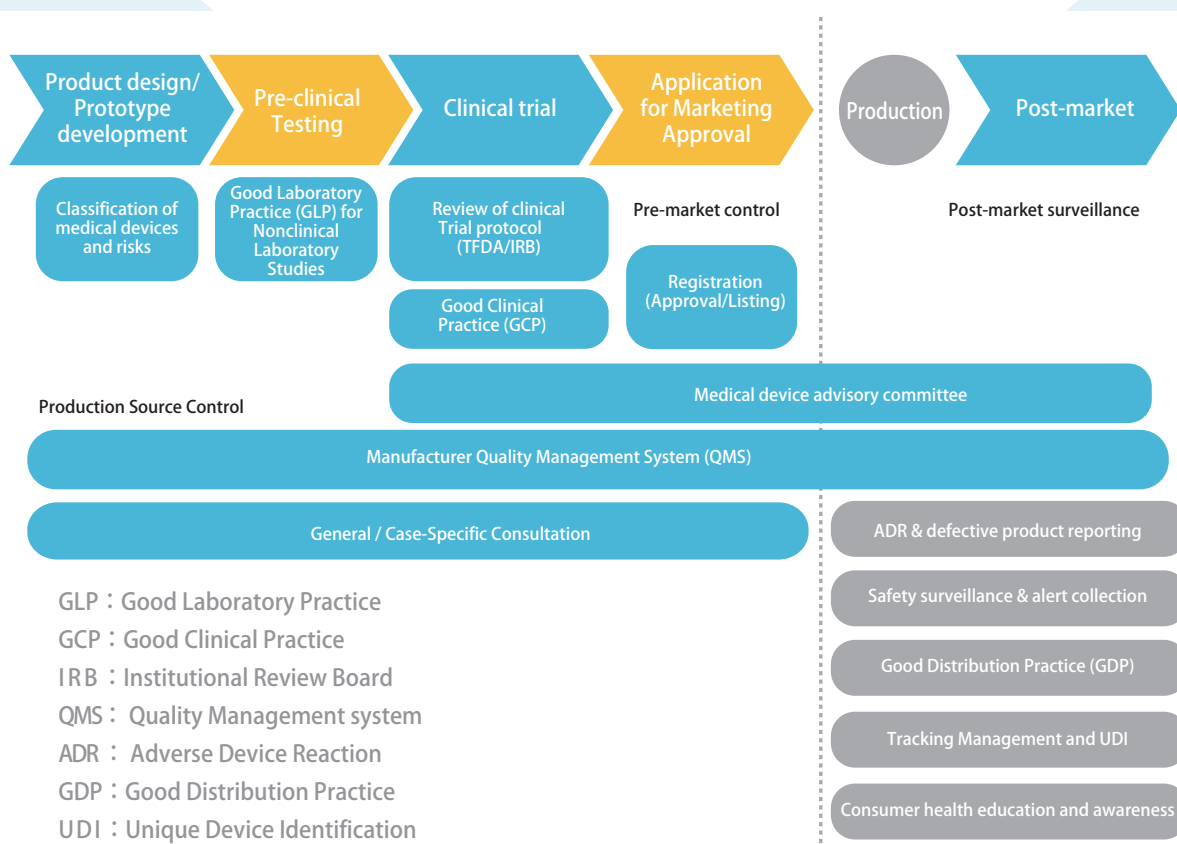 Product design/
Prototype
development
Pre-clinical
Testing
Clinical trial
Application
for Marketing
Approval
Production
Post-market
Classification of
medical devices
and risks
Good Laboratory
Practice (GLP) for
Nonclinical
Laboratory
Studies
Review of clinical
Trial protocol
(TFDA/IRB)
Good Clinical
Practice (GCP)
Pre-market control
Registration
(Approval/Listing)
Post-market surveillance
Medical device advisory committee
Production Source Control
Manufacturer Quality Management System (QMS)
General / Case-Specific Consultation
ADR & defective product reporting
Safety surveillance & alert collection
Good Distribution Practice (GDP)
Tracking Management and UDI
Consumer health education and awareness
GLP：Good Laboratory Practice
GCP：Good Clinical Practice
IRB：Institutional Review Board
QMS： Quality Management system
ADR： Adverse Device Reaction
GDP：Good Distribution Practice
UDI：Unique Device Identification